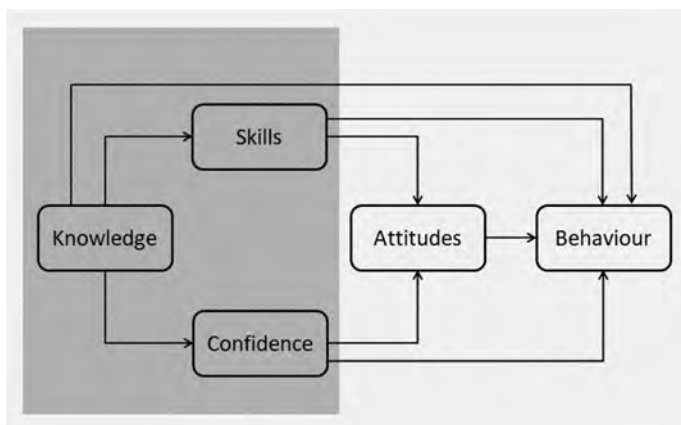 Skills
Knowledge
Attitudes
Behaviour
Confidence